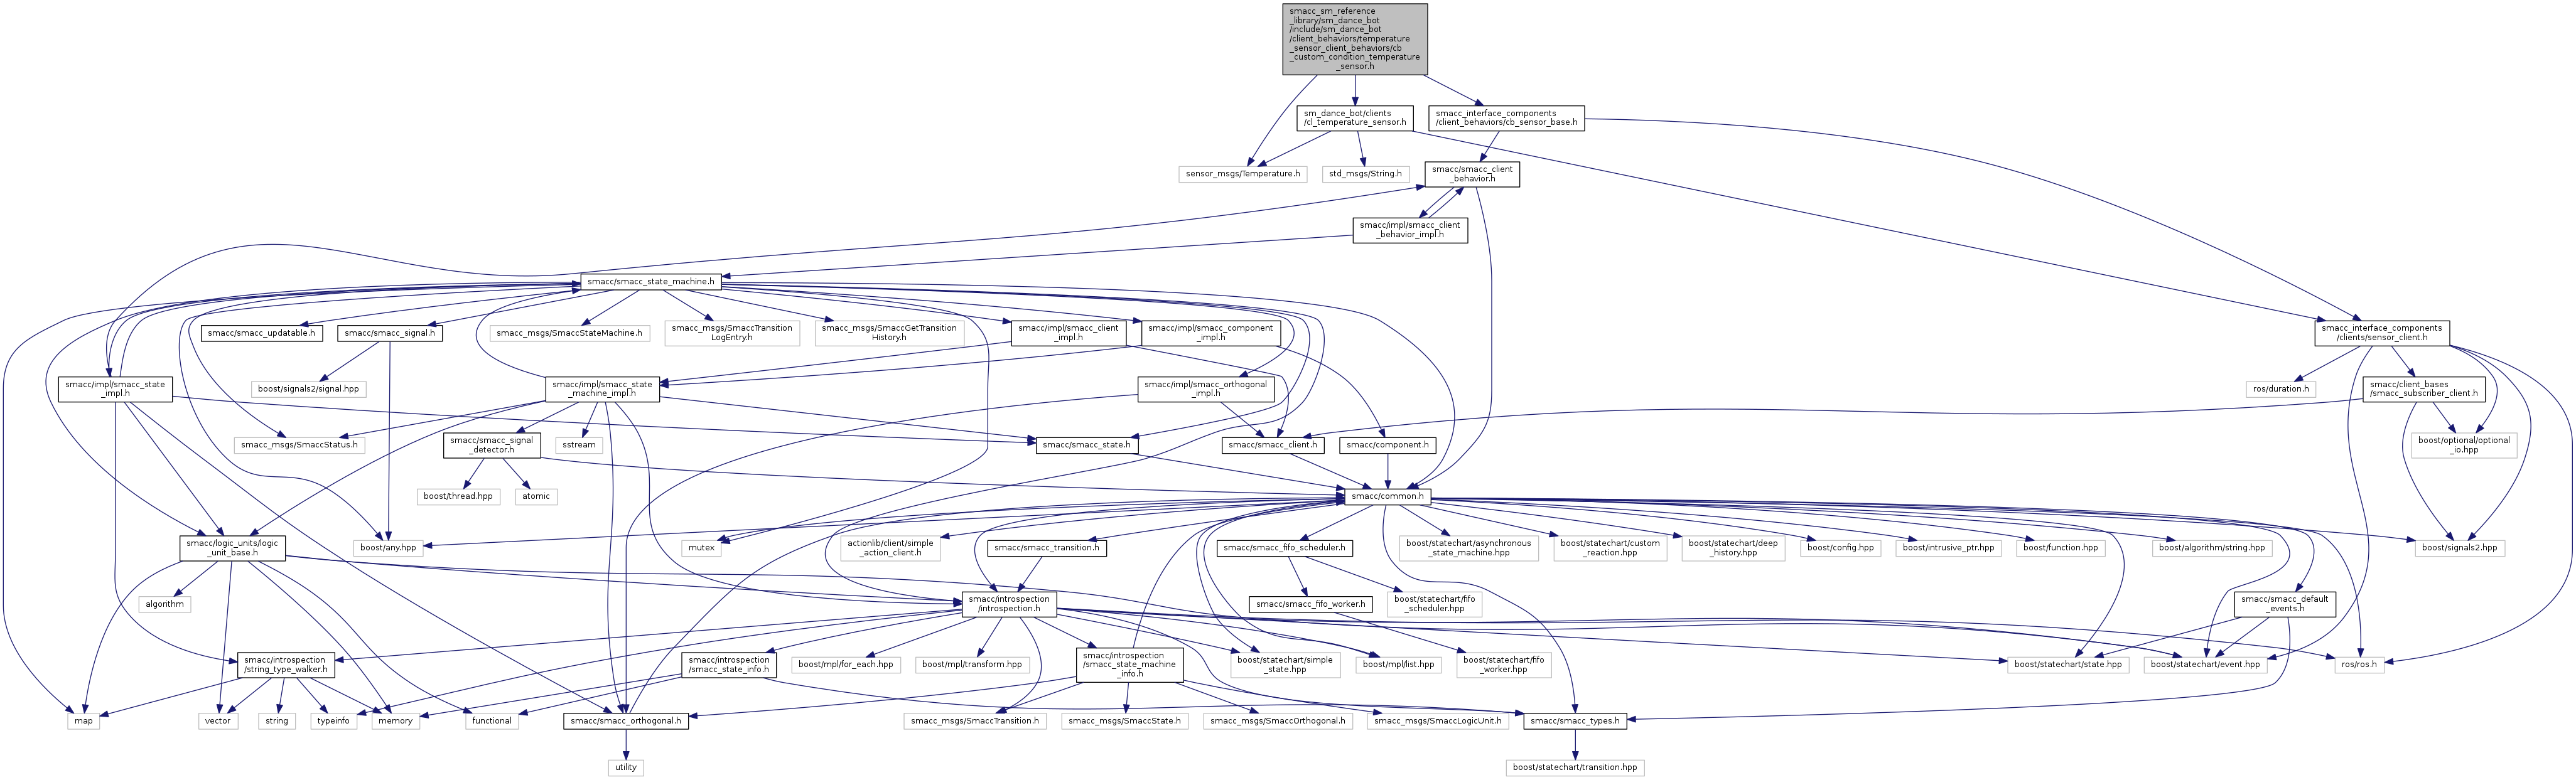 smacc_sm_reference
_library/sm_dance_bot
/include/sm_dance_bot
/client_behaviors/temperature
_sensor_client_behaviors/cb
_custom_condition_temperature
_sensor.h
sm_dance_bot/clients
/cl_temperature_sensor.h
smacc_interface_components
/client_behaviors/cb_sensor_base.h
sensor_msgs/Temperature.h
std_msgs/String.h
smacc/smacc_client
_behavior.h
smacc/impl/smacc_client
_behavior_impl.h
smacc/smacc_state_machine.h
smacc/smacc_updatable.h
smacc/smacc_signal.h
smacc_msgs/SmaccStateMachine.h
smacc_msgs/SmaccTransition
LogEntry.h
smacc_msgs/SmaccGetTransition
History.h
smacc/impl/smacc_client
_impl.h
smacc/impl/smacc_component
_impl.h
smacc_interface_components
/clients/sensor_client.h
smacc/impl/smacc_state
_impl.h
boost/signals2/signal.hpp
smacc/impl/smacc_state
_machine_impl.h
smacc/impl/smacc_orthogonal
_impl.h
ros/duration.h
smacc/client_bases
/smacc_subscriber_client.h
smacc_msgs/SmaccStatus.h
smacc/smacc_signal
_detector.h
sstream
smacc/smacc_state.h
smacc/smacc_client.h
smacc/component.h
boost/optional/optional
_io.hpp
boost/thread.hpp
atomic
smacc/common.h
smacc/logic_units/logic
_unit_base.h
boost/any.hpp
mutex
actionlib/client/simple
_action_client.h
smacc/smacc_transition.h
smacc/smacc_fifo_scheduler.h
boost/statechart/asynchronous
_state_machine.hpp
boost/statechart/custom
_reaction.hpp
boost/statechart/deep
_history.hpp
boost/config.hpp
boost/intrusive_ptr.hpp
boost/function.hpp
boost/algorithm/string.hpp
boost/signals2.hpp
algorithm
smacc/introspection
/introspection.h
smacc/smacc_fifo_worker.h
boost/statechart/fifo
_scheduler.hpp
smacc/smacc_default
_events.h
smacc/introspection
/string_type_walker.h
smacc/introspection
/smacc_state_info.h
boost/mpl/for_each.hpp
boost/mpl/transform.hpp
smacc/introspection
/smacc_state_machine
_info.h
boost/statechart/simple
_state.hpp
boost/mpl/list.hpp
boost/statechart/fifo
_worker.hpp
boost/statechart/state.hpp
boost/statechart/event.hpp
ros/ros.h
map
vector
string
typeinfo
memory
functional
smacc/smacc_orthogonal.h
smacc_msgs/SmaccTransition.h
smacc_msgs/SmaccState.h
smacc_msgs/SmaccOrthogonal.h
smacc_msgs/SmaccLogicUnit.h
smacc/smacc_types.h
utility
boost/statechart/transition.hpp